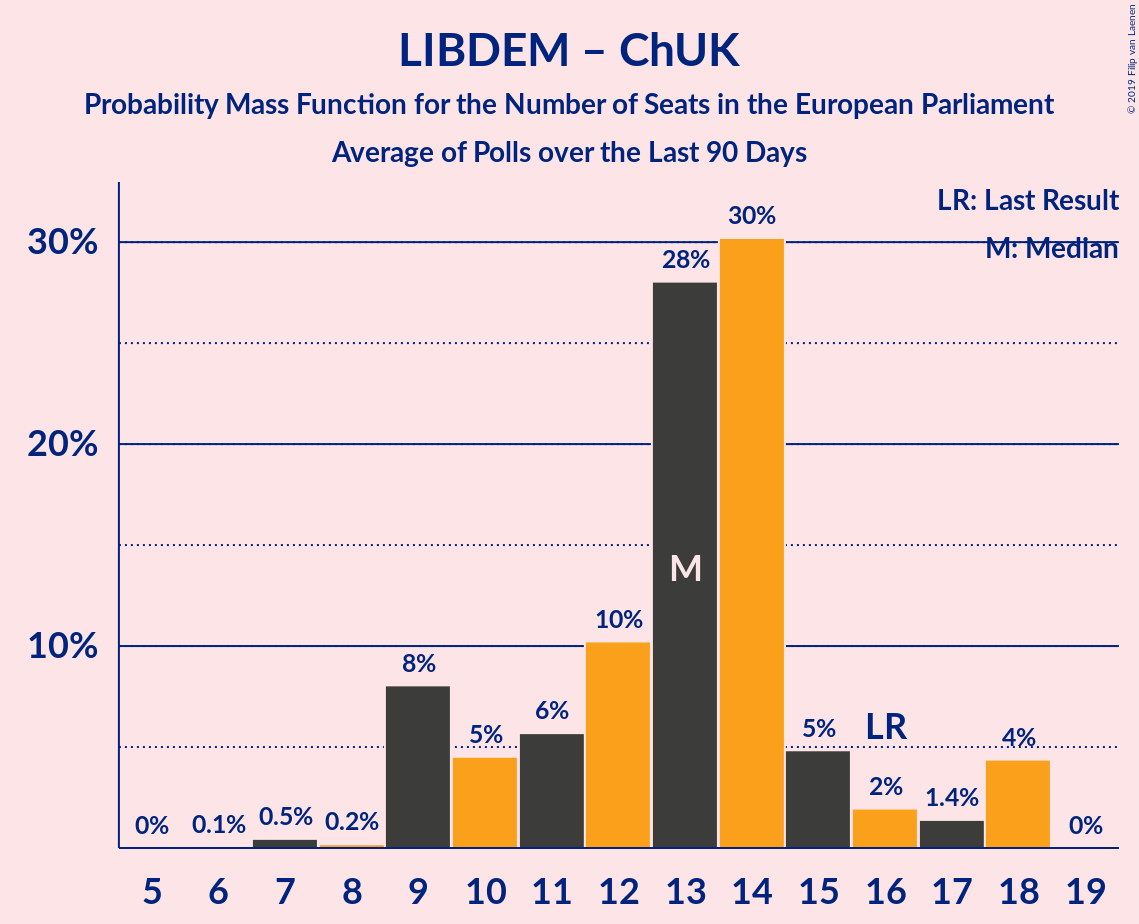 LIBDEM – ChUK
Probability Mass Function for the Number of Seats in the European Parliament
Average of Polls over the Last 90 Days
© 2019 Filip van Laenen
LR: Last Result
M: Median
30%
20%
10%
0%
0.1%
0.5%
0.2%
8%
5%
6%
10%
28%
30%
5%
2%
1.4%
4%
0%
M
LR
5 6 7 8 9 10 11 12 13 14 15 16 17 18 19